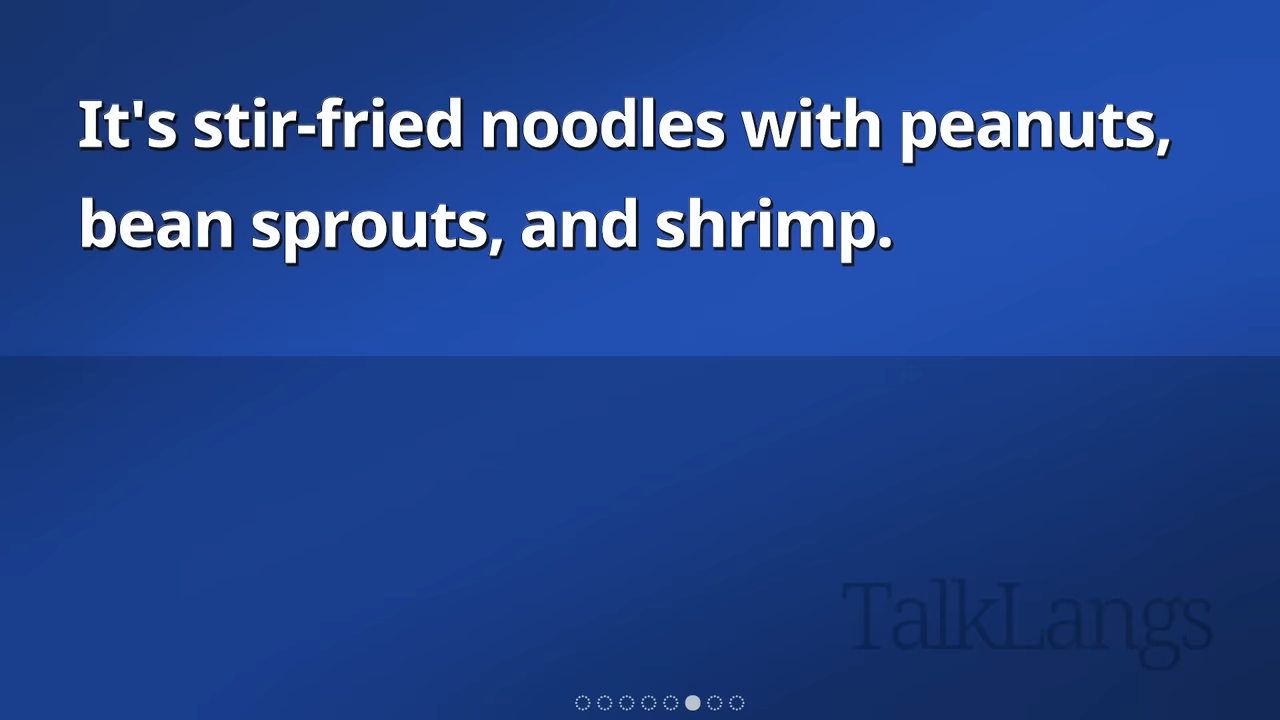 It's stir-fried noodles with peanuts,
bean sprouts, and shrimp.
TalkLangs